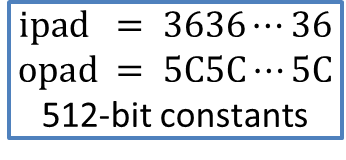 ipad = 3636⋯36
opad = 5C5C⋯5C
512-bit constants